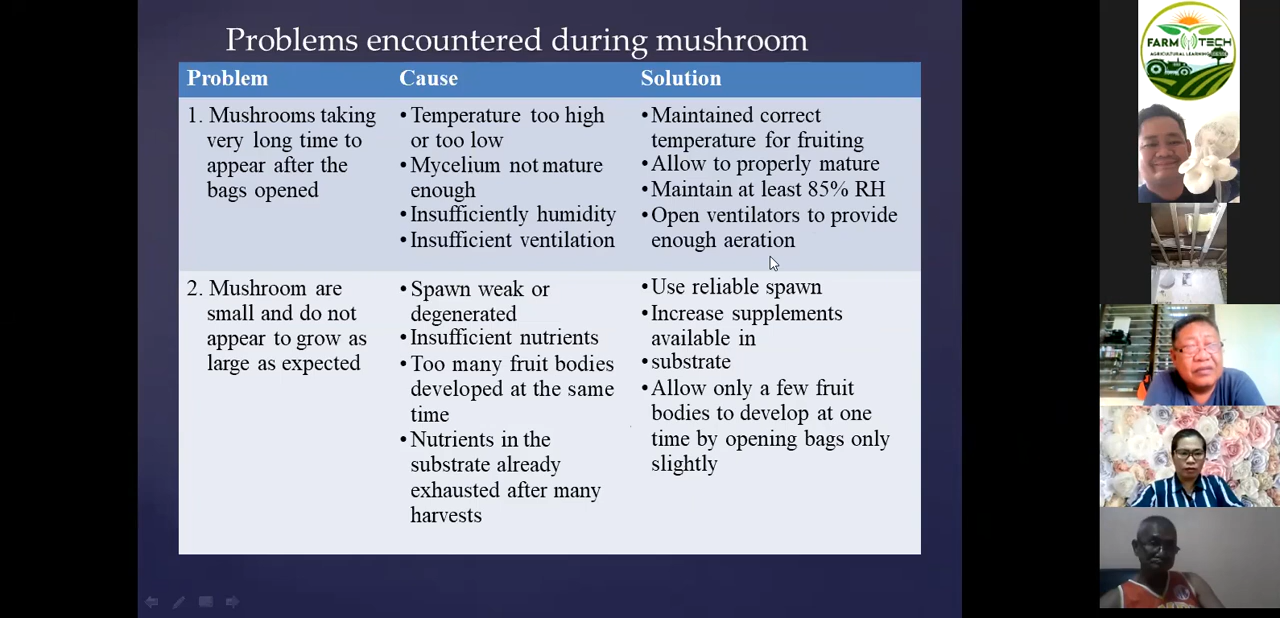 Problems encountered during mushroom
Problem
Cause
Solution
1. Mushrooms taking
very long time to
appear after the
bags opened
• Temperature too high
or too low
• Mycelium not mature
enough
• Insufficiently humidity
• Insufficient ventilation
• Maintained correct
temperature for fruiting
• Allow to properly mature
• Maintain at least 85% RH
• Open ventilators to provide
enough aeration
2. Mushroom are
small and do not
appear to grow as
large as expected
• Spawn weak or
degenerated
• Insufficient nutrients
• Too many fruit bodies
developed at the same
time
• Nutrients in the
substrate already
exhausted after many
harvests
• Use reliable spawn
• Increase supplements
available in
• substrate
• Allow only a few fruit
bodies to develop at one
time by opening bags only
slightly
FARM TECH
AGRICULTURAL LEARNING